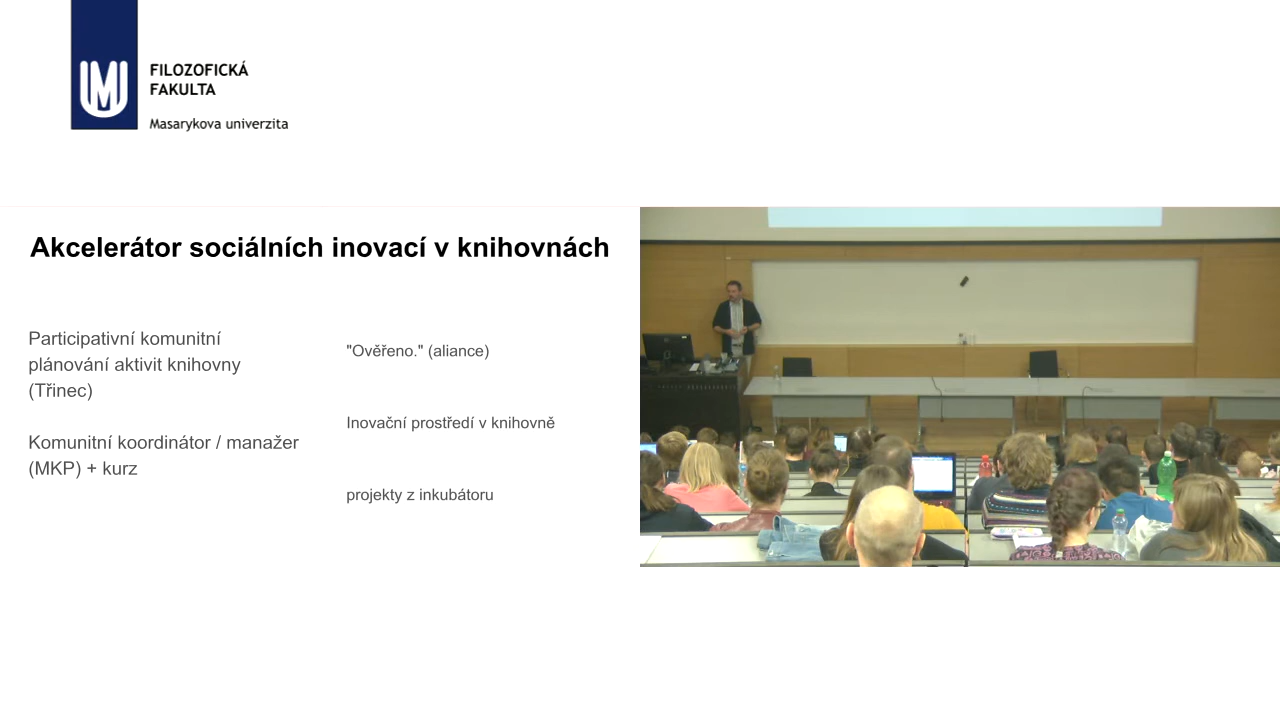 FILOZOFICKÁ
FAKULTA
Masarykova univerzita
Akcelerátor sociálních inovací v knihovnách
Participativní komunitní
plánování aktivit knihovny
(Třinec)
Komunitní koordinátor / manažer
(MKP) + kurz
"Ověřeno." (aliance)
Inovační prostředí v knihovně
projekty z inkubátoru